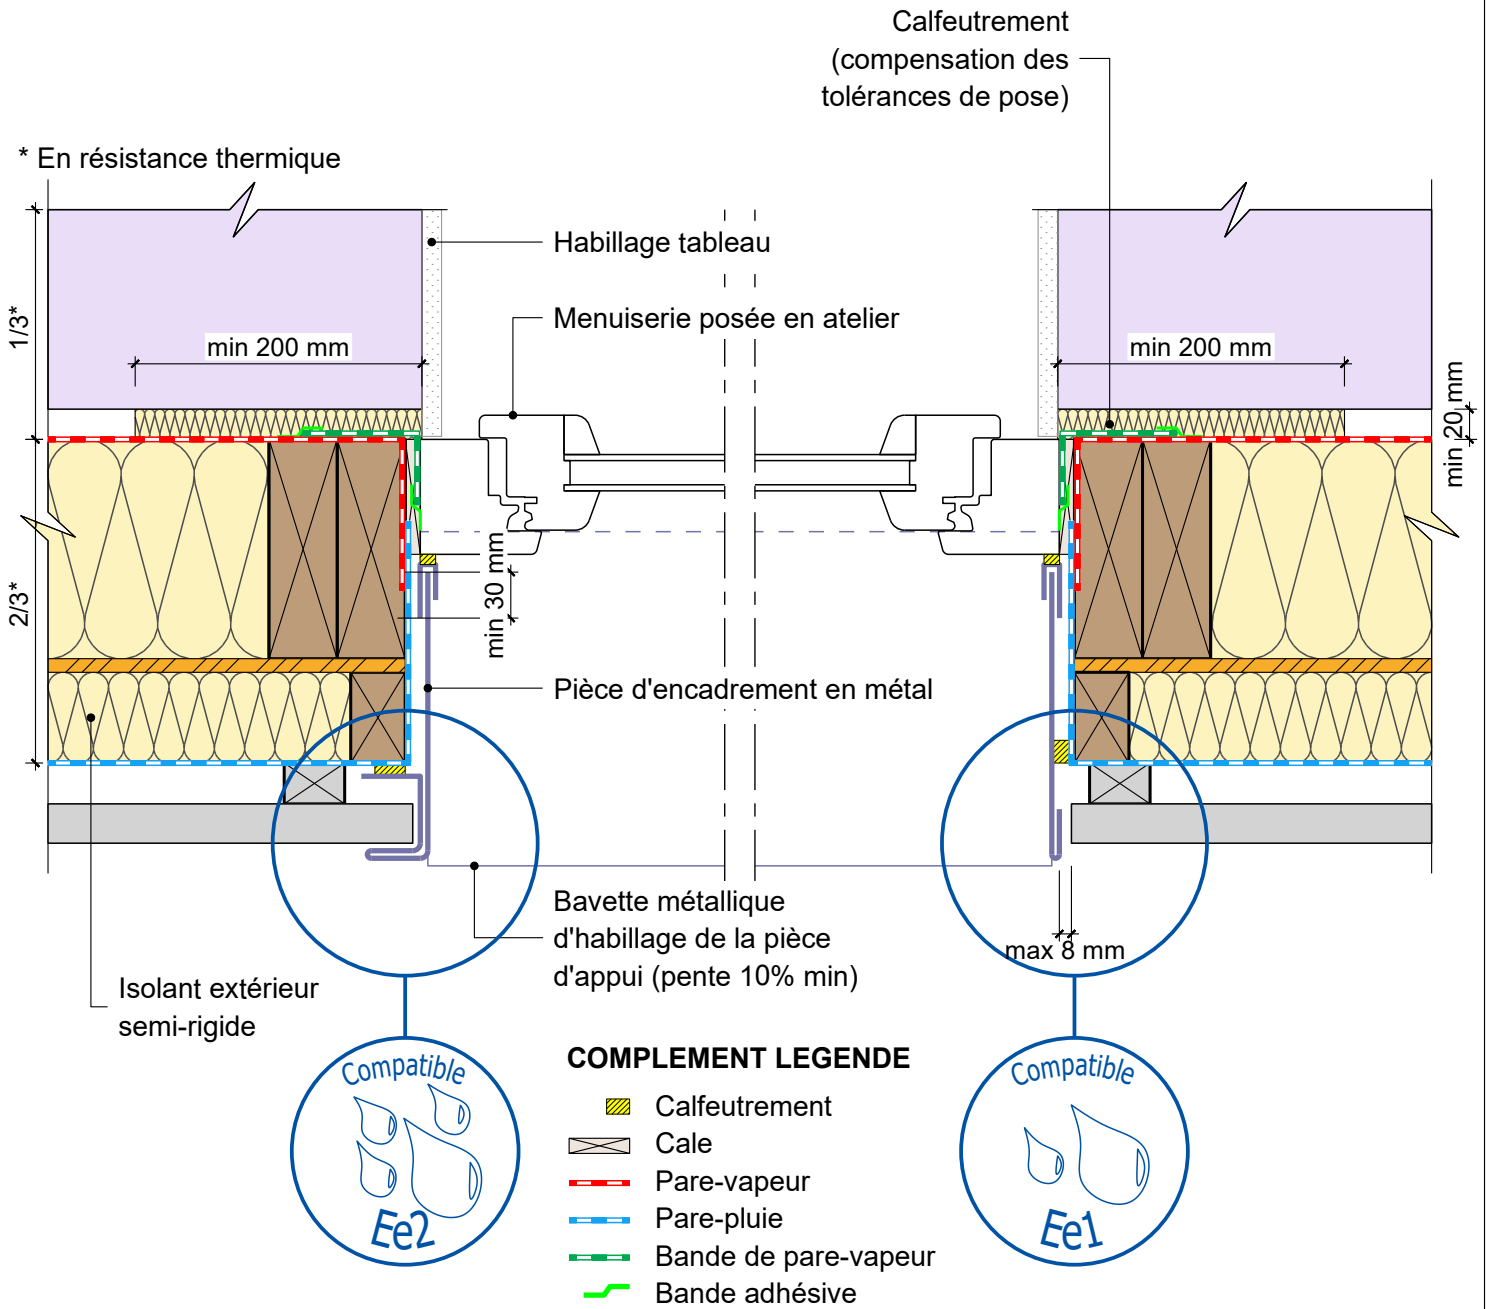 Calfeutrement
(compensation des
tolérances de pose)
* En résistance thermique
Habillage tableau
Menuiserie posée en atelier
1/3*
min 200 mm
min 200 mm
min 20 mm
2/3*
min 30 mm
Pièce d'encadrement en métal
Bavette métallique
d'habillage de la pièce
d'appui (pente 10% min)
max 8 mm
Isolant extérieur
semi-rigide
Compatible
Ee2
COMPLEMENT LEGENDE
Calfeutrement
Cale
Pare-vapeur
Pare-pluie
Bande de pare-vapeur
Bande adhésive
Compatible
Ee1